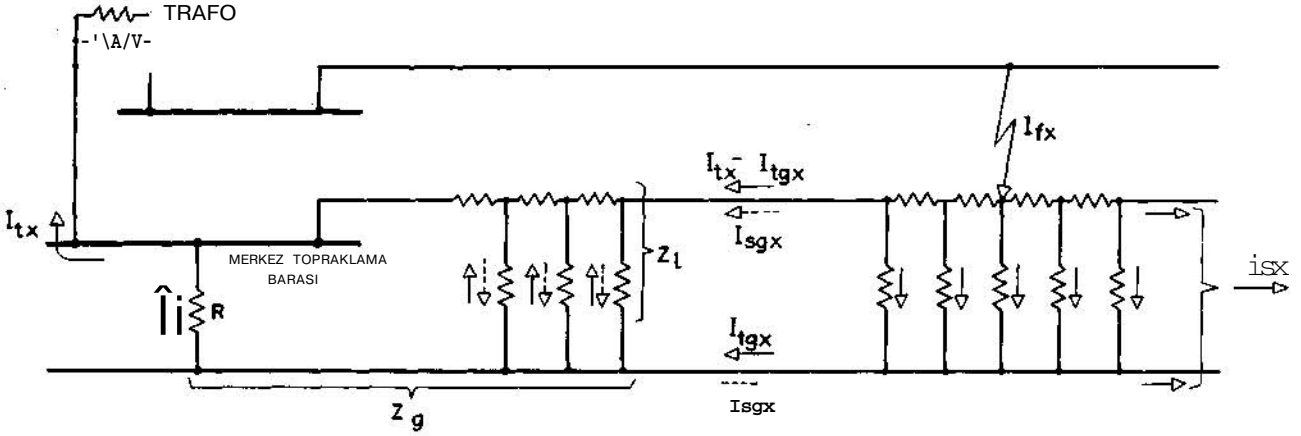 TRAFO
-'\A/V-
I_fx
I_tx - I_tgx
I_sgx
I_tx
MERKEZ TOPRAKLAMA
BARASI
Z_l
isx
R
I_tgx
Isgx
Z_g